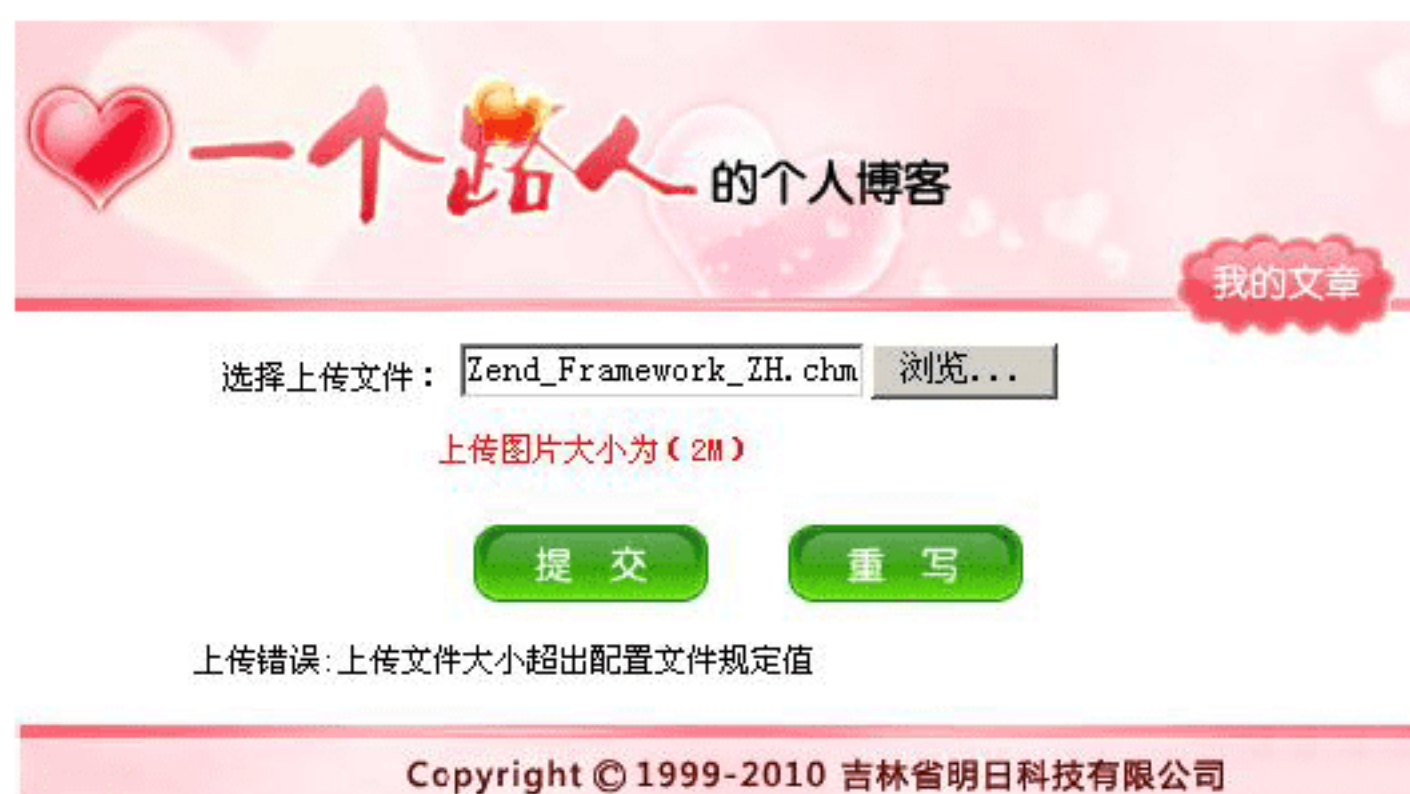 一个路人的个人博客
我的文章
选择上传文件： Zend_Framework_ZH.chm 浏览...
上传图片大小为（2M）
提 交 重 写
上传错误:上传文件大小超出配置文件规定值
Copyright © 1999-2010 吉林省明日科技有限公司